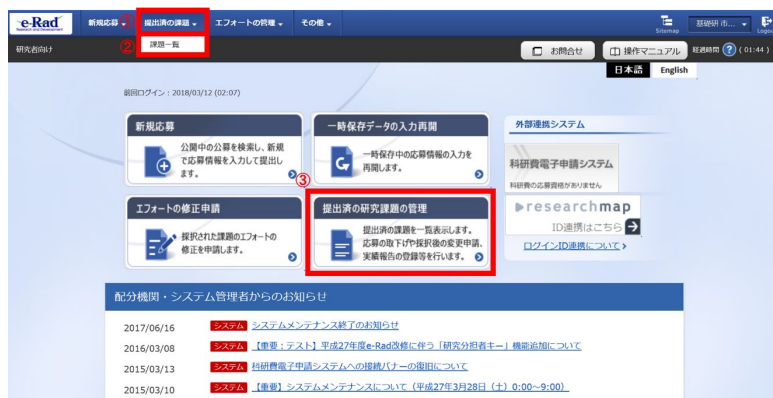 e-Rad
Research and Development
新規応募
①
提出済の課題
エフォートの管理
その他
Sitemap
基礎研 市...
Logout
研究者向け
②
課題一覧
お問合せ
操作マニュアル
経過時間 ? ( 01:44 )
日本語 English
前回ログイン : 2018/03/12 (02:07)
新規応募
公開中の公募を検索し、新規
で応募情報を入力して提出し
ます。
一時保存データの入力再開
一時保存中の応募情報の入力を
再開します。
外部連携システム
科研費電子申請システム
科研費の応募資格がありません
③
エフォートの修正申請
採択された課題のエフォートの
修正を申請します。
提出済の研究課題の管理
提出済の課題を一覧表示します。
応募の取下げや採択後の変更申請、
実績報告の登録等を行います。
researchmap
ID連携はこちら
ログインID連携について
配分機関・システム管理者からのお知らせ
2017/06/16 システム システムメンテナンス終了のお知らせ
2016/03/08 システム 【重要:テスト】平成27年度e-Rad改修に伴う「研究分担者キー」機能追加について
2015/03/13 システム 科研費電子申請システムへの接続バナーの復旧について
2015/03/10 システム 【重要】システムメンテナンスについて(平成27年3月28日(土)0:00~9:00)